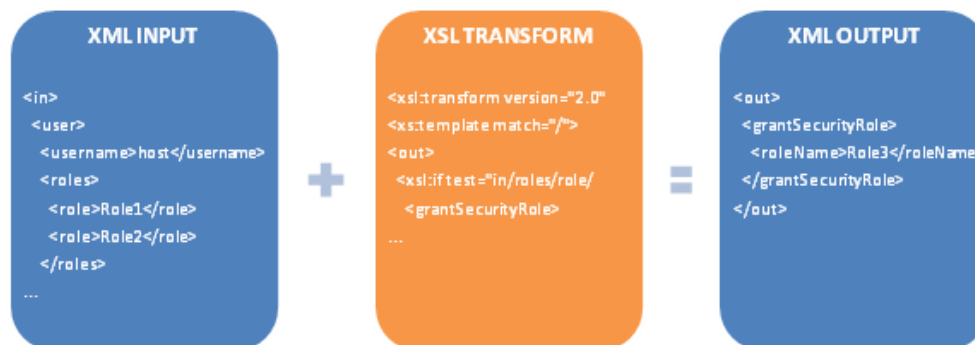 XML INPUT
<in>
<user>
<username>host</username>
<roles>
<role>Role1</role>
<role>Role2</role>
</roles>
...
XSL TRANSFORM
<xsl:transform version="2.0"
<xs:template match="/">
<out>
<xsl:if test="in/roles/role/
<grantSecurityRole>
...
XML OUTPUT
<out>
<grantSecurityRole>
<roleName>Role3</roleName
</grantSecurityRole>
</out>